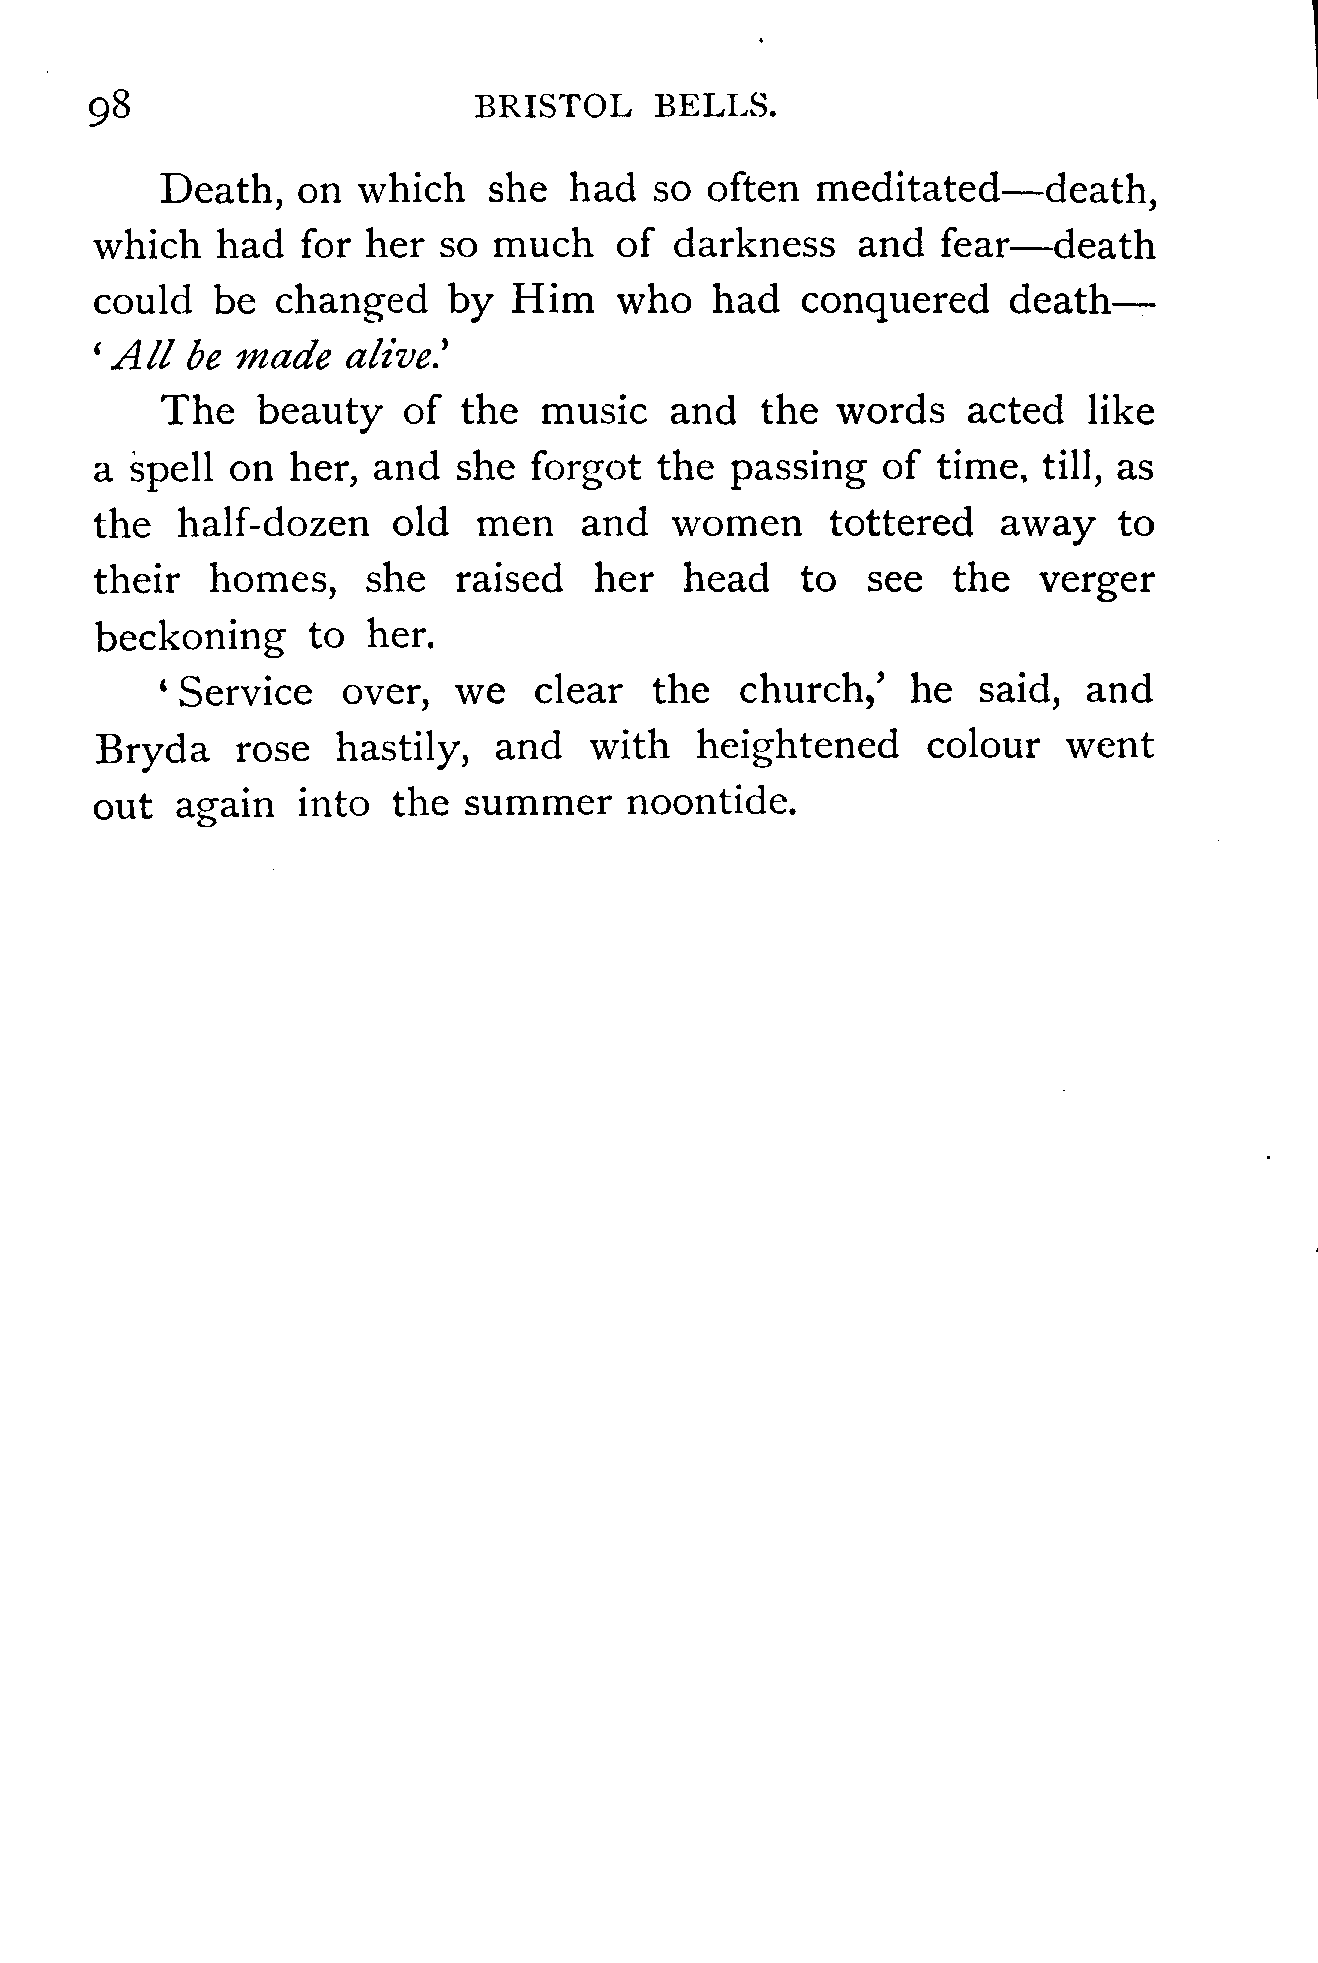 98 BRISTOL BELLS.
Death, on which she had so often meditated—death,
which had for her so much of darkness and fear—death
could be changed by Him who had conquered death—
‘All be made alive.’
The beauty of the music and the words acted like
a spell on her, and she forgot the passing of time, till, as
the half-dozen old men and women tottered away to
their homes, she raised her head to see the verger
beckoning to her.
‘Service over, we clear the church,’ he said, and
Bryda rose hastily, and with heightened colour went
out again into the summer noontide.